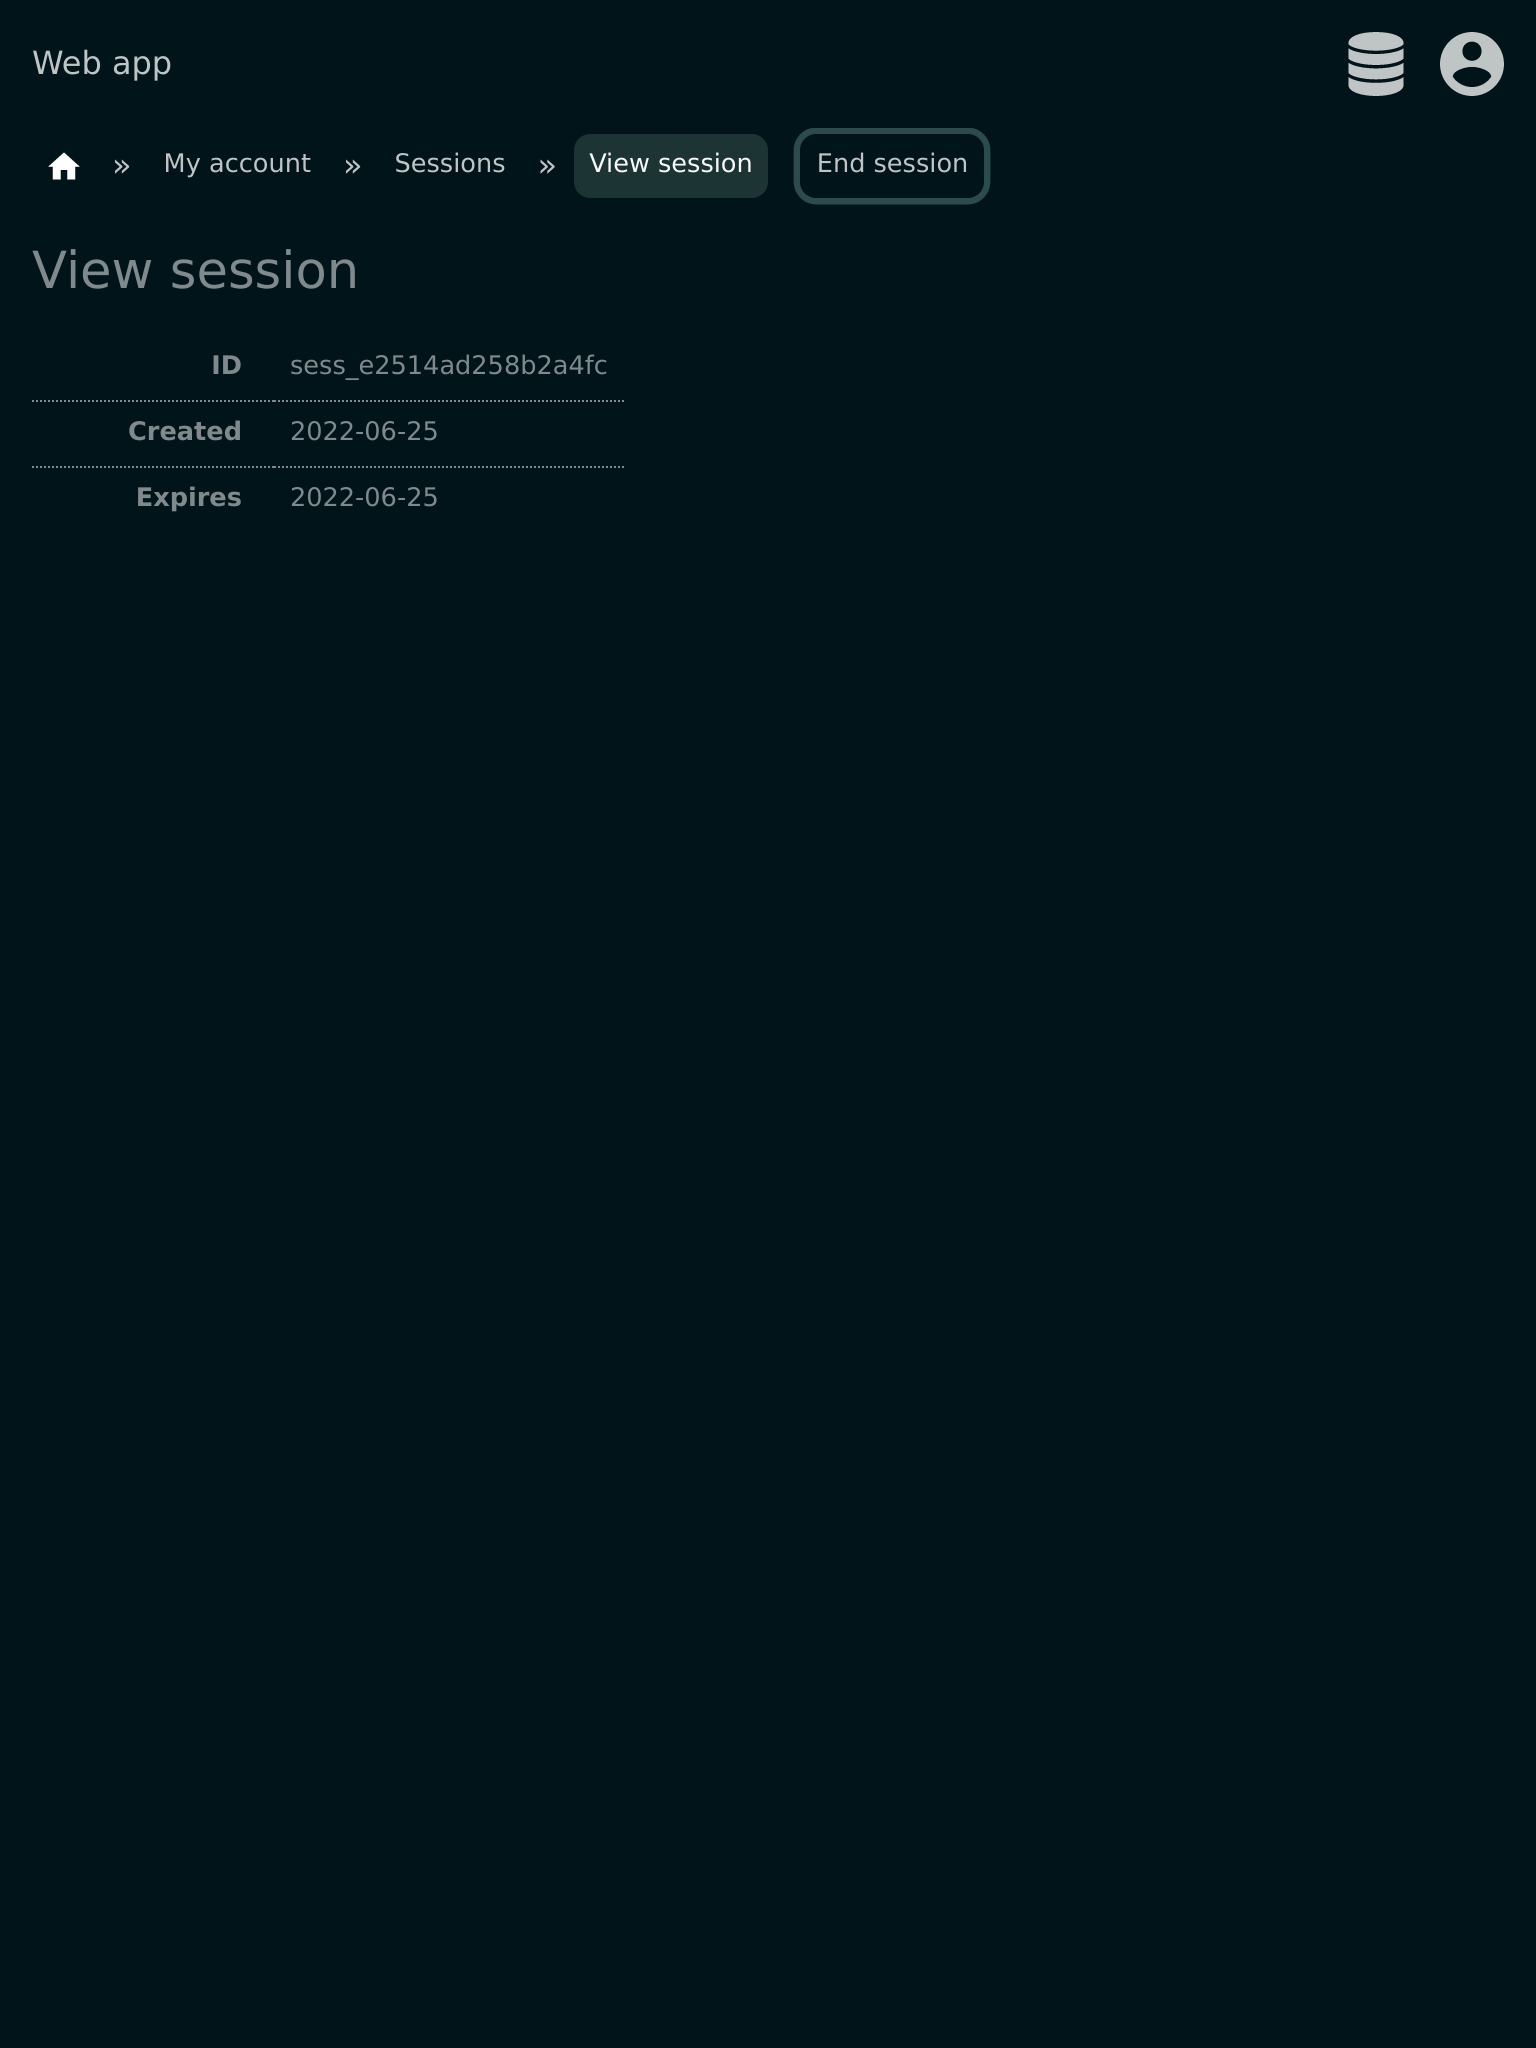 Web app
» My account » Sessions » View session End session
View session
ID sess_e2514ad258b2a4fc
Created 2022-06-25
Expires 2022-06-25